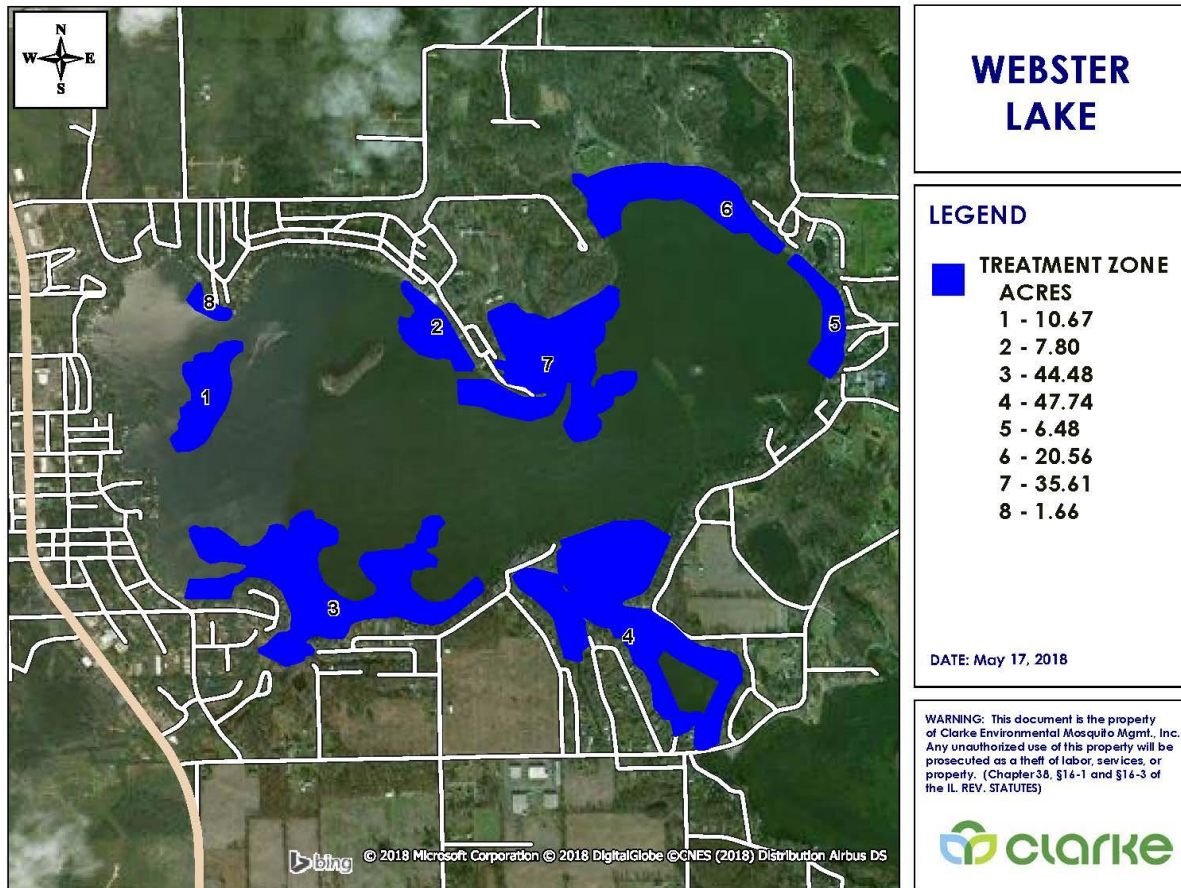 N
W E
S
8
1
2
7
6
5
3
4
bing
© 2018 Microsoft Corporation © 2018 DigitalGlobe ©CNES (2018) Distribution Airbus DS
WEBSTER
LAKE
LEGEND
TREATMENT ZONE
ACRES
1 - 10.67
2 - 7.80
3 - 44.48
4 - 47.74
5 - 6.48
6 - 20.56
7 - 35.61
8 - 1.66
DATE: May 17, 2018
WARNING: This document is the property
of Clarke Environmental Mosquito Mgmt., Inc.
Any unauthorized use of this property will be
prosecuted as a theft of labor, services, or
property. (Chapter 38, §16-1 and §16-3 of
the IL. REV. STATUTES)
CLARKE